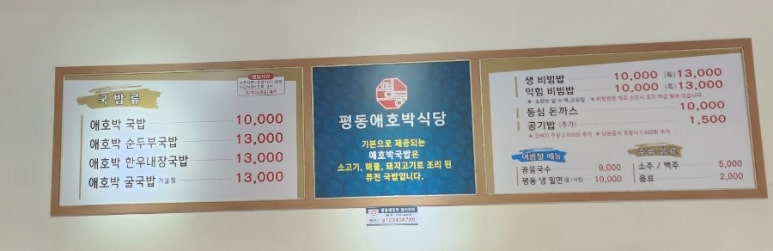 국밥류
애호박 국밥 10,000
애호박 순두부국밥 13,000
애호박 한우내장국밥 13,000
애호박 굴국밥 겨울철 13,000
평동애호박식당
기본으로 제공되는
애호박국밥은
소고기, 해물, 돼지고기로 조리 된
퓨전 국밥입니다.
생 비빔밥 10,000 (특) 13,000
익힘 비빔밥 10,000 (특) 13,000
등심 돈까스 10,000
공기밥 (추가) 1,500
여름철 메뉴
콩물국수 9,000
평동 냉 밀면 10,000
소주 / 맥주 5,000
음료 2,000